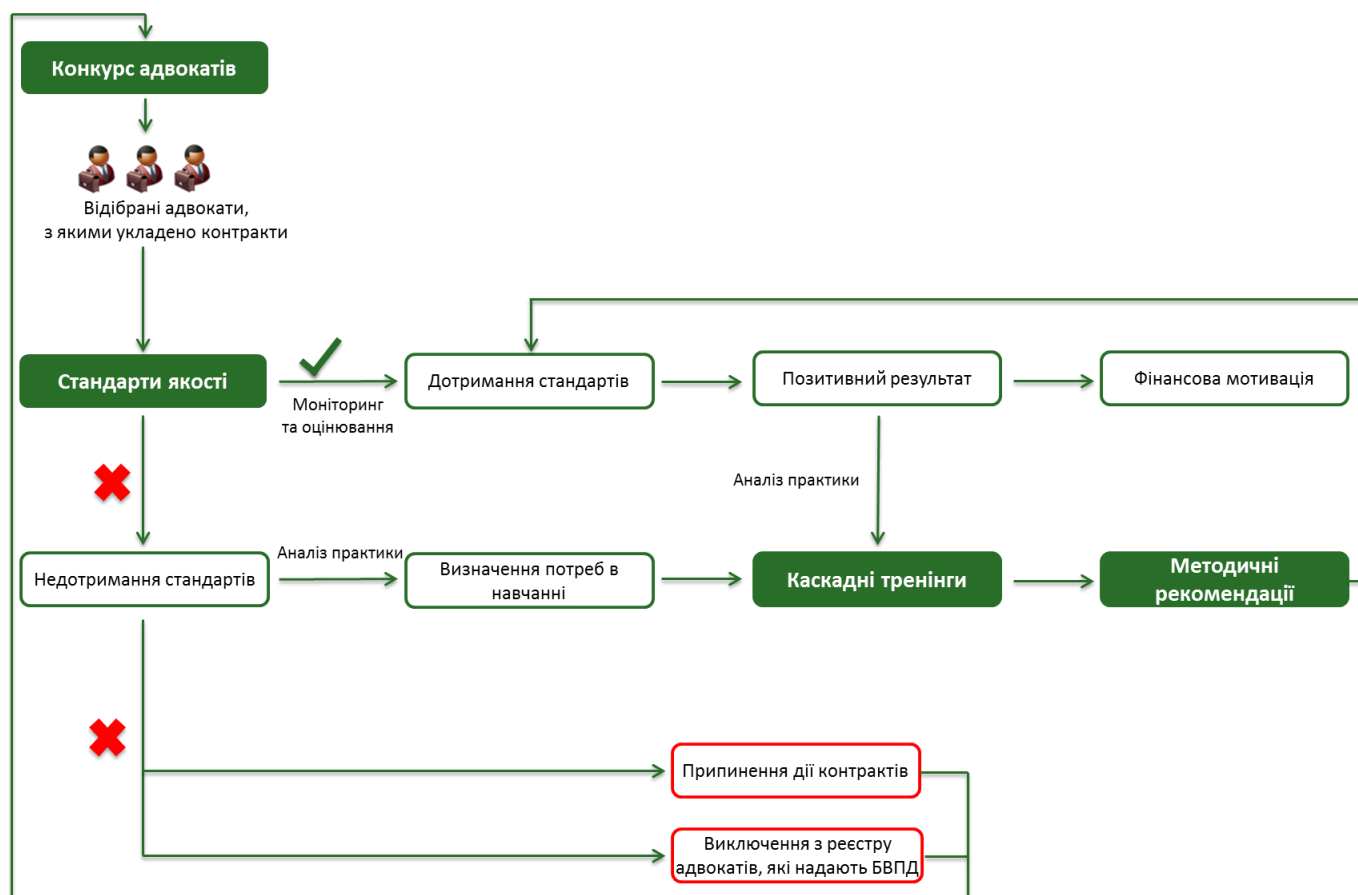 Конкурс адвокатів
Відібрані адвокати,
з якими укладено контракти
Стандарти якості
Моніторинг
та оцінювання
Дотримання стандартів
Позитивний результат
Фінансова мотивація
Аналіз практики
Недотримання стандартів
Аналіз практики
Визначення потреб в
навчанні
Каскадні тренінги
Методичні
рекомендації
Припинення дії контрактів
Виключення з реєстру
адвокатів, які надають БВПД